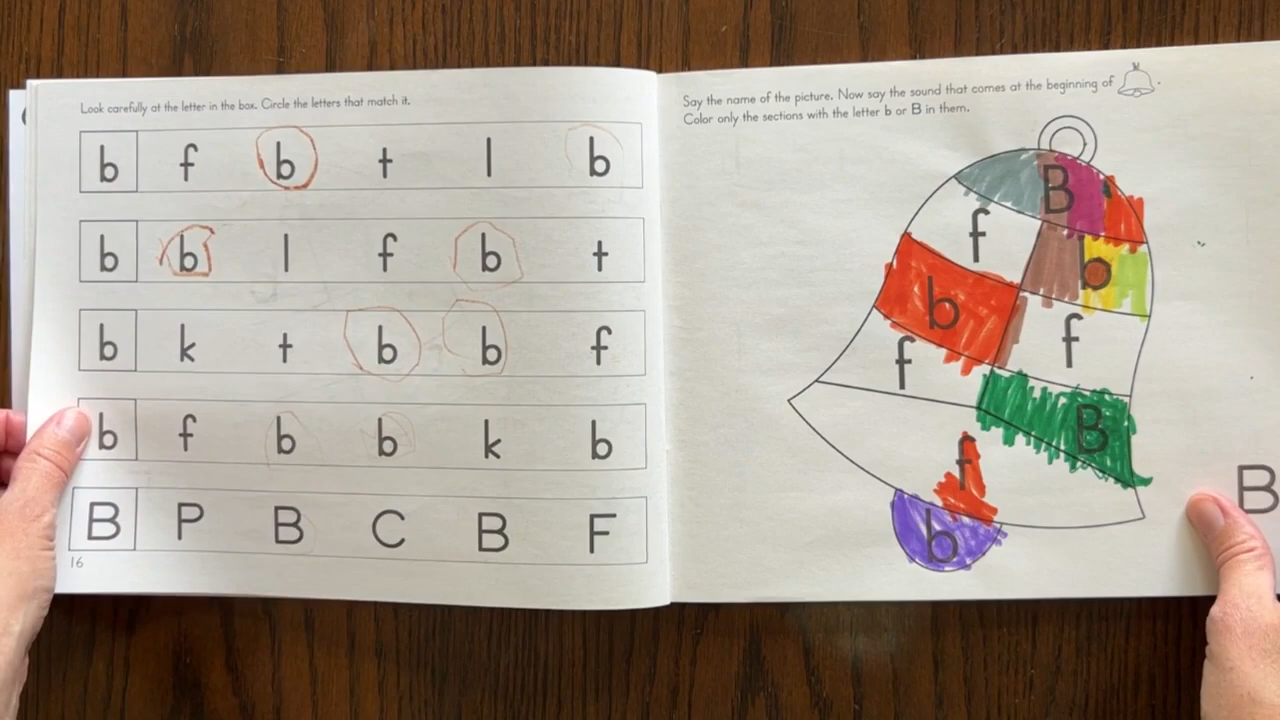 Look carefully at the letter in the box. Circle the letters that match it.
b f b t l b
b b l f b t
b k t b b f
b f b b k b
B P B C B F
16
Say the name of the picture. Now say the sound that comes at the beginning of .
Color only the sections with the letter b or B in them.
B
f
b
b
f
f
B
f
b
B